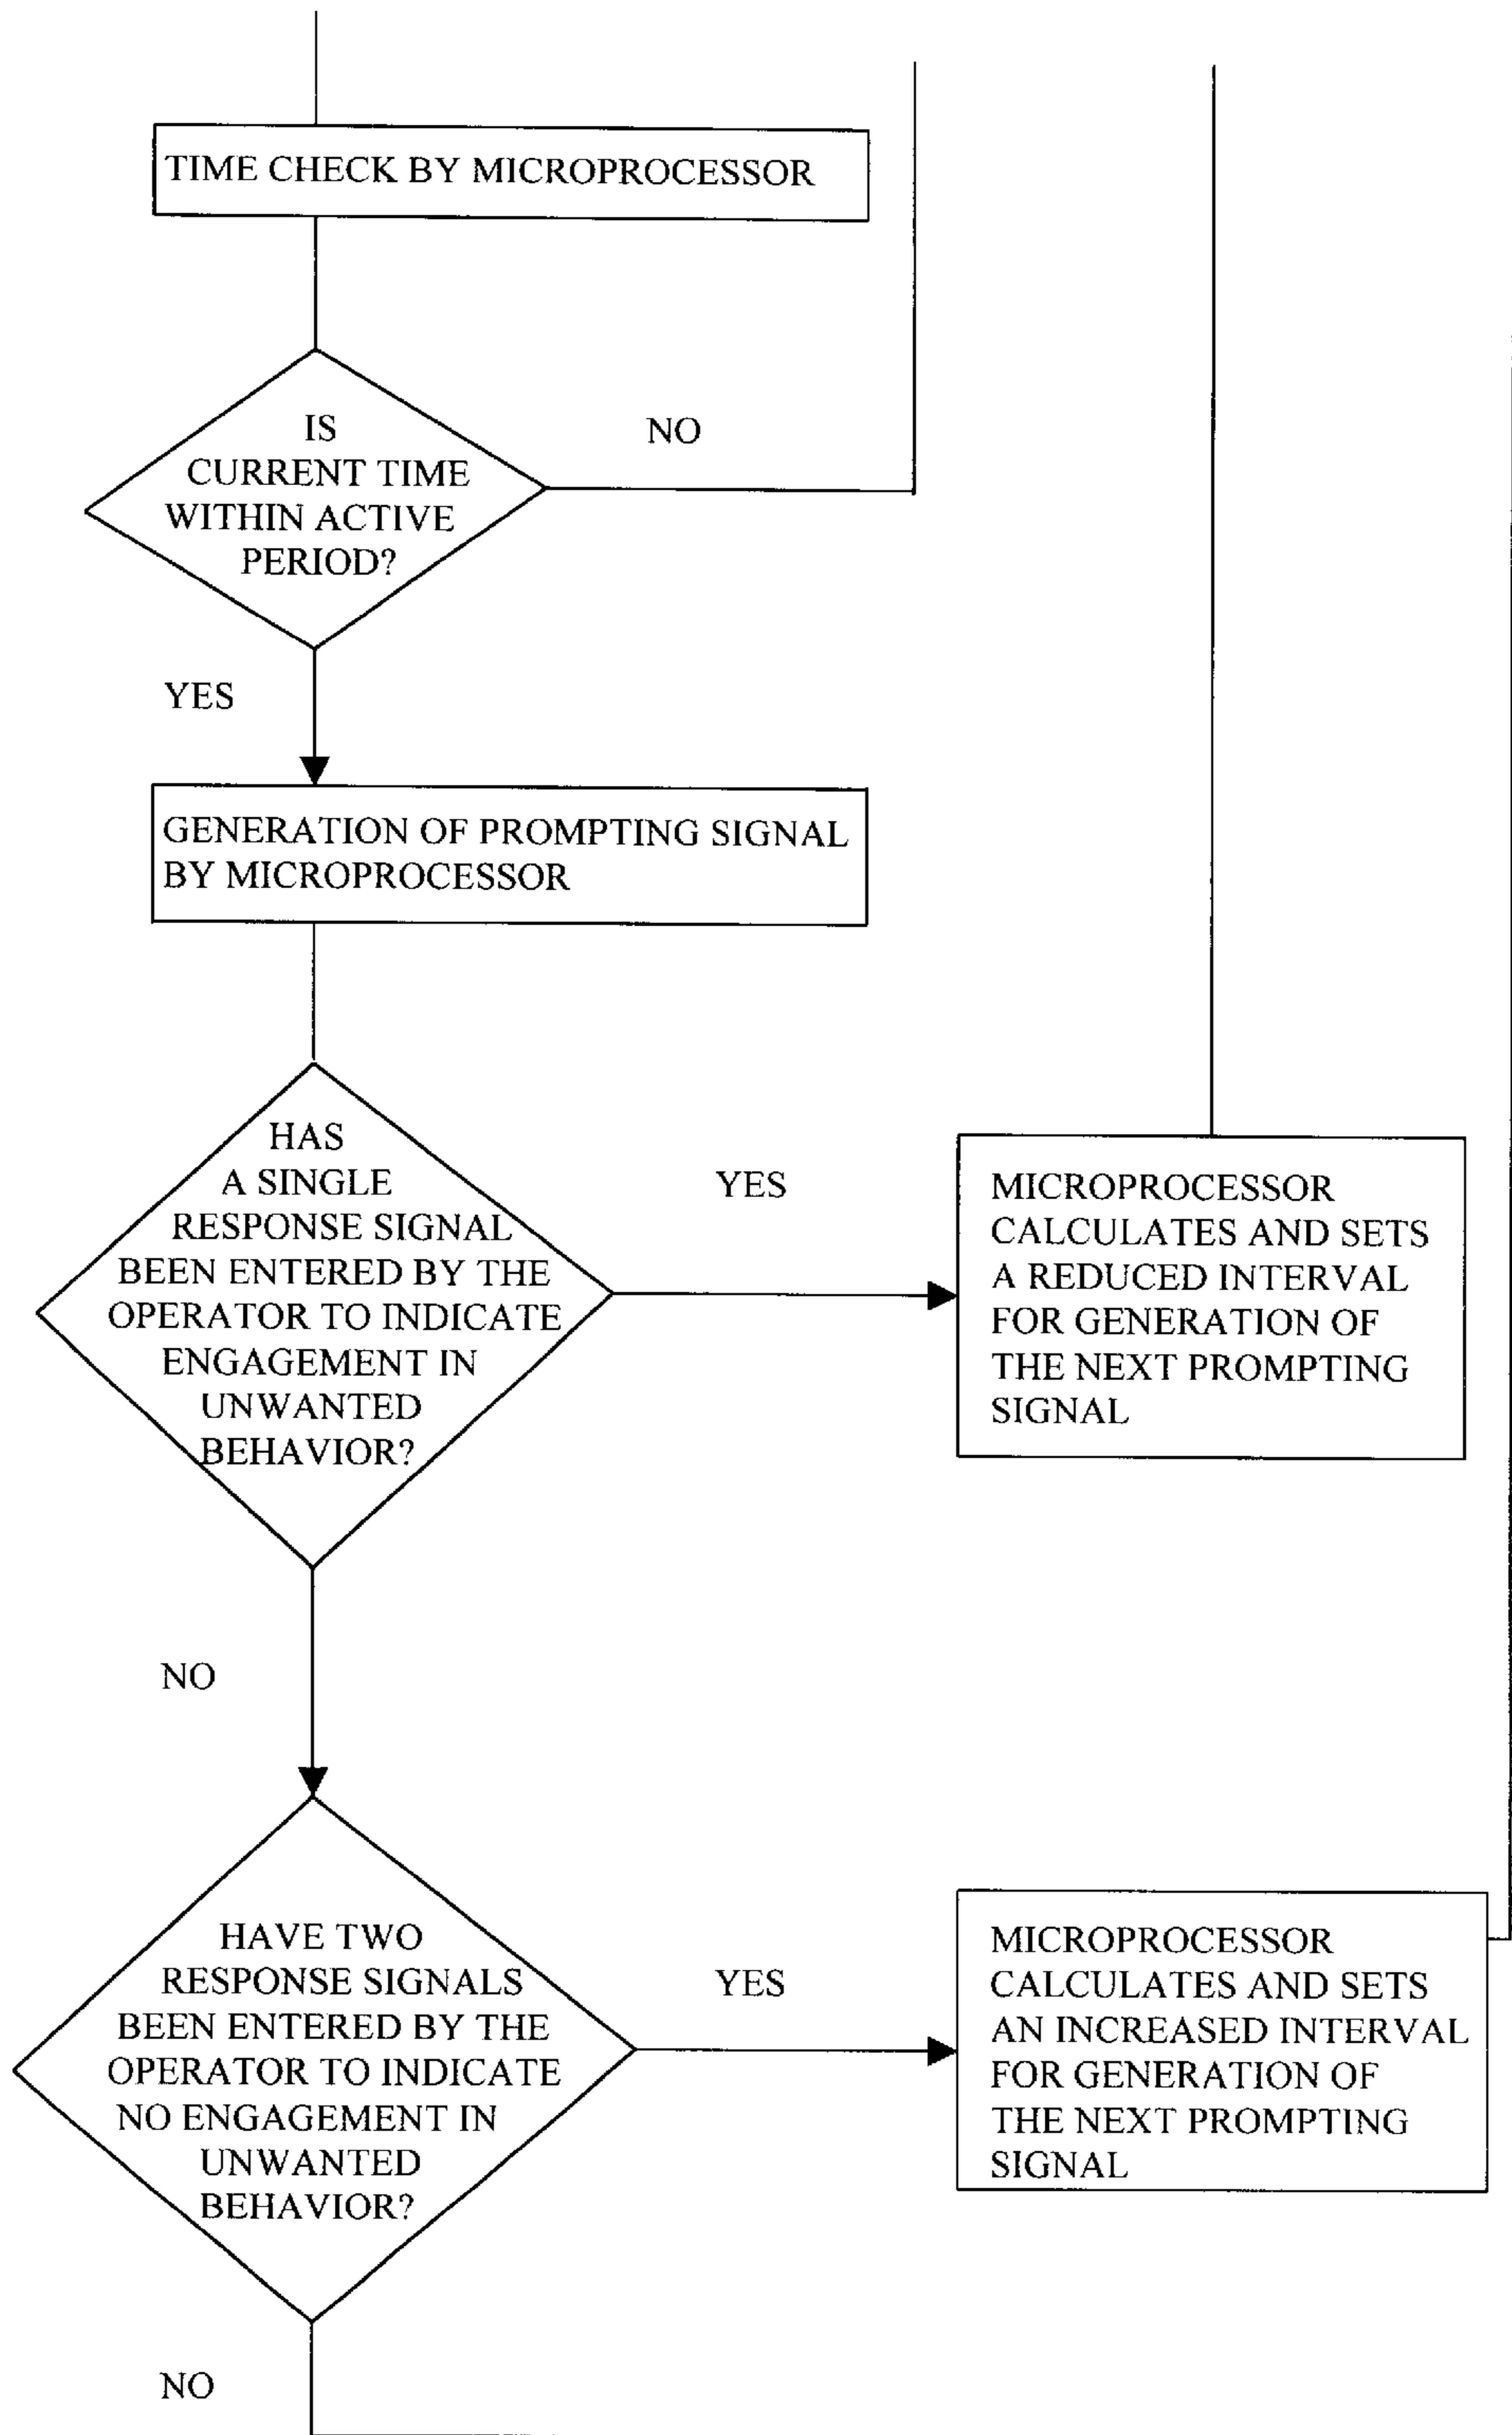 TIME CHECK BY MICROPROCESSOR
IS
CURRENT TIME
WITHIN ACTIVE
PERIOD?
NO
YES
GENERATION OF PROMPTING SIGNAL
BY MICROPROCESSOR
HAS
A SINGLE
RESPONSE SIGNAL
BEEN ENTERED BY THE
OPERATOR TO INDICATE
ENGAGEMENT IN
UNWANTED
BEHAVIOR?
YES
MICROPROCESSOR
CALCULATES AND SETS
A REDUCED INTERVAL
FOR GENERATION OF
THE NEXT PROMPTING
SIGNAL
NO
HAVE TWO
RESPONSE SIGNALS
BEEN ENTERED BY THE
OPERATOR TO INDICATE
NO ENGAGEMENT IN
UNWANTED
BEHAVIOR?
YES
MICROPROCESSOR
CALCULATES AND SETS
AN INCREASED INTERVAL
FOR GENERATION OF
THE NEXT PROMPTING
SIGNAL
NO